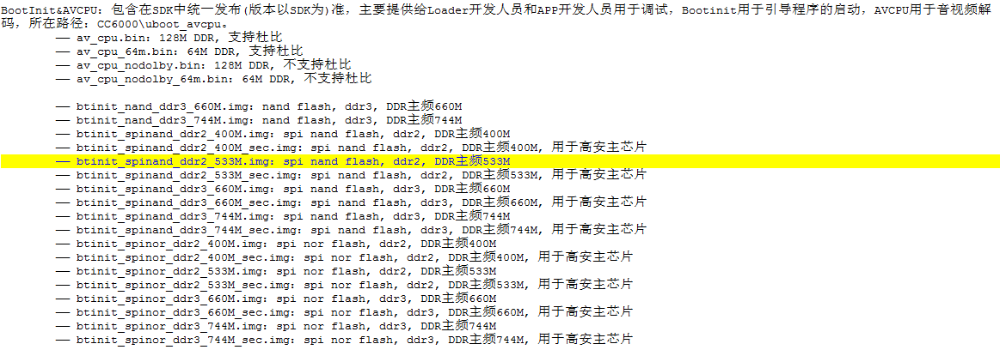 BootInit&AVCPU：包含在SDK中统一发布(版本以SDK为)准，主要提供给Loader开发人员和APP开发人员用于调试，Bootinit用于引导程序的启动，AVCPU用于音视频解
码，所在路径：CC6000\uboot_avcpu。
—— av_cpu.bin：128M DDR, 支持杜比
—— av_cpu_64m.bin：64M DDR, 支持杜比
—— av_cpu_nodolby.bin：128M DDR, 不支持杜比
—— av_cpu_nodolby_64m.bin：64M DDR, 不支持杜比
—— btinit_nand_ddr3_660M.img：nand flash, ddr3, DDR主频660M
—— btinit_nand_ddr3_744M.img：nand flash, ddr3, DDR主频744M
—— btinit_spinand_ddr2_400M.img：spi nand flash, ddr2, DDR主频400M
—— btinit_spinand_ddr2_400M_sec.img：spi nand flash, ddr2, DDR主频400M, 用于高安主芯片
—— btinit_spinand_ddr2_533M.img：spi nand flash, ddr2, DDR主频533M
—— btinit_spinand_ddr2_533M_sec.img：spi nand flash, ddr2, DDR主频533M, 用于高安主芯片
—— btinit_spinand_ddr3_660M.img：spi nand flash, ddr3, DDR主频660M
—— btinit_spinand_ddr3_660M_sec.img：spi nand flash, ddr3, DDR主频660M, 用于高安主芯片
—— btinit_spinand_ddr3_744M.img：spi nand flash, ddr3, DDR主频744M
—— btinit_spinand_ddr3_744M_sec.img：spi nand flash, ddr3, DDR主频744M, 用于高安主芯片
—— btinit_spinor_ddr2_400M.img：spi nor flash, ddr2, DDR主频400M
—— btinit_spinor_ddr2_400M_sec.img：spi nor flash, ddr2, DDR主频400M, 用于高安主芯片
—— btinit_spinor_ddr2_533M.img：spi nor flash, ddr2, DDR主频533M
—— btinit_spinor_ddr2_533M_sec.img：spi nor flash, ddr2, DDR主频533M, 用于高安主芯片
—— btinit_spinor_ddr3_660M.img：spi nor flash, ddr3, DDR主频660M
—— btinit_spinor_ddr3_660M_sec.img：spi nor flash, ddr3, DDR主频660M, 用于高安主芯片
—— btinit_spinor_ddr3_744M.img：spi nor flash, ddr3, DDR主频744M
—— btinit_spinor_ddr3_744M_sec.img：spi nor flash, ddr3, DDR主频744M, 用于高安主芯片